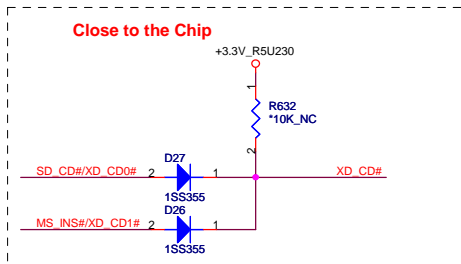 Close to the Chip
+3.3V_R5U230
1
R632
*10K_NC
2
D27
SD_CD#/XD_CD0# 2 1 XD_CD#
1SS355
D26
MS_INS#/XD_CD1# 2 1
1SS355